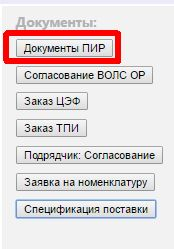 Документы:
Документы ПИР
Согласование ВОЛС ОР
Заказ ЦЭФ
Заказ ТПИ
Подрядчик: Согласование
Заявка на номенклатуру
Спецификация поставки